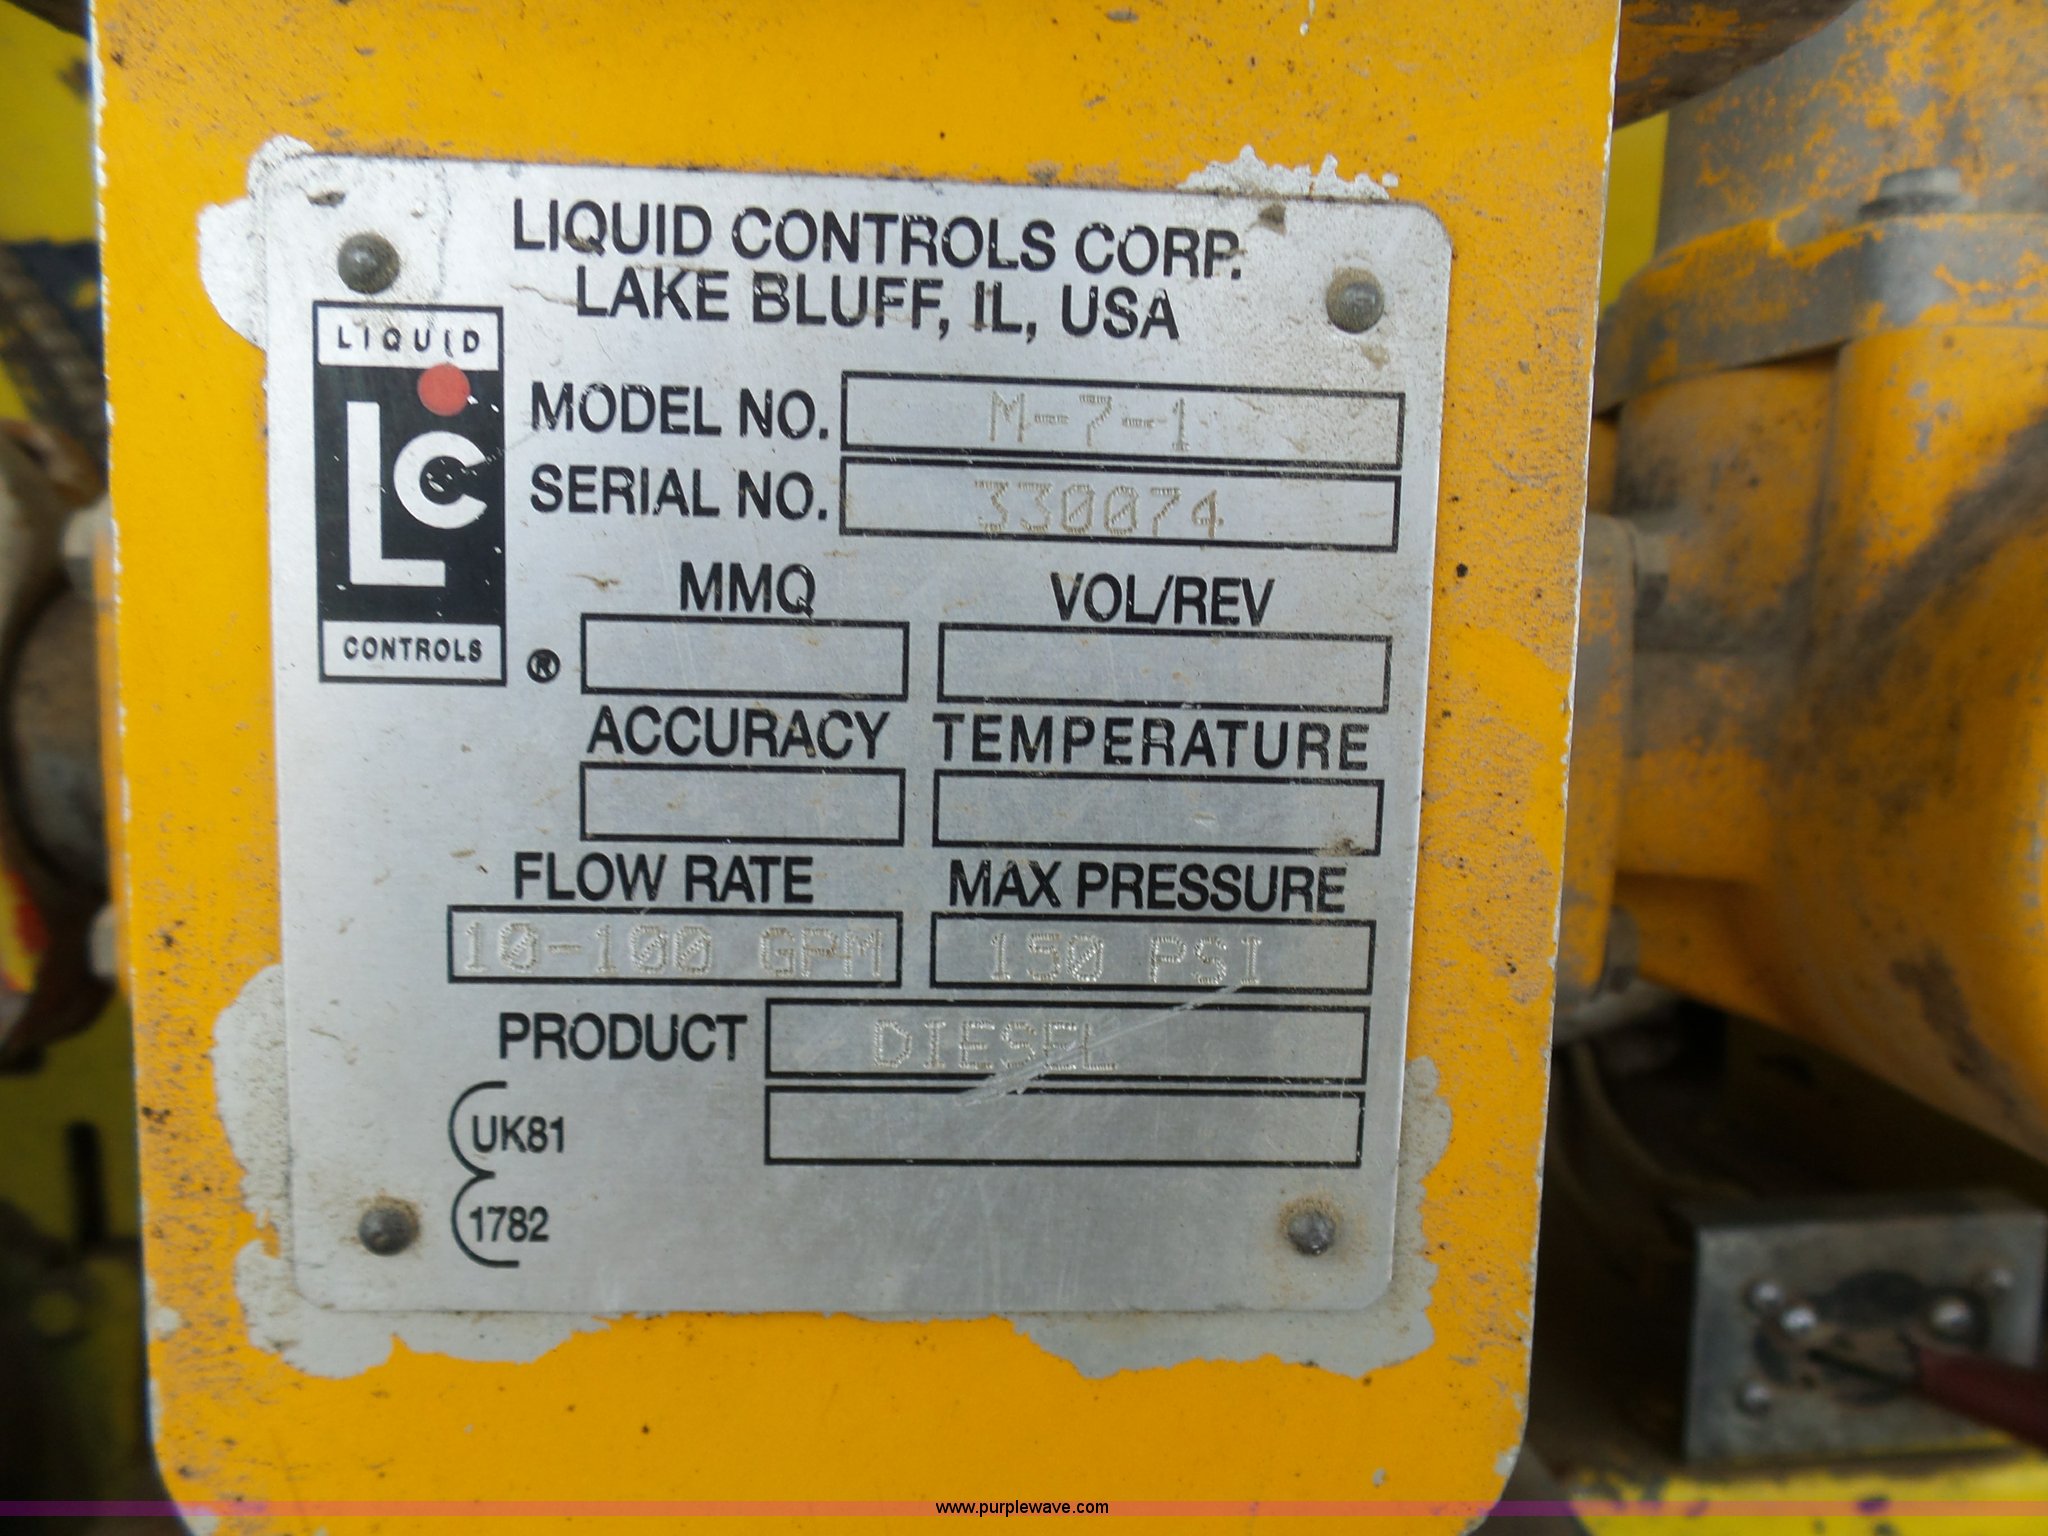 LIQUID CONTROLS CORP.
LAKE BLUFF, IL, USA
LIQUID
LC
CONTROLS
®
MODEL NO. M-7-1
SERIAL NO. 330074
MMQ VOL/REV
ACCURACY TEMPERATURE
FLOW RATE MAX PRESSURE
10-100 GPM 150 PSI
PRODUCT DIESEL
UK81
1782
www.purplewave.com